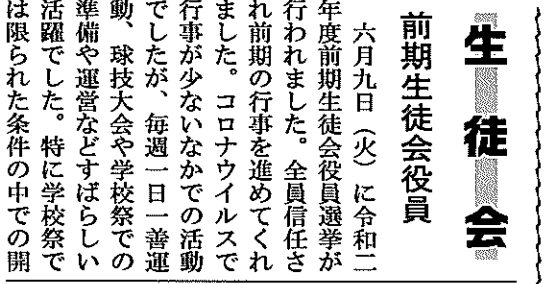 生徒会
前期生徒会役員
六月九日（火）に令和二
年度前期生徒会役員選挙が
行われました。全員信任さ
れ前期の行事を進めてくれ
ました。コロナウイルスで
行事が少ないなかでの活動
でしたが、毎週一日一善運
動、球技大会や学校祭での
準備や運営などすばらしい
活躍でした。特に学校祭で
は限られた条件の中での開